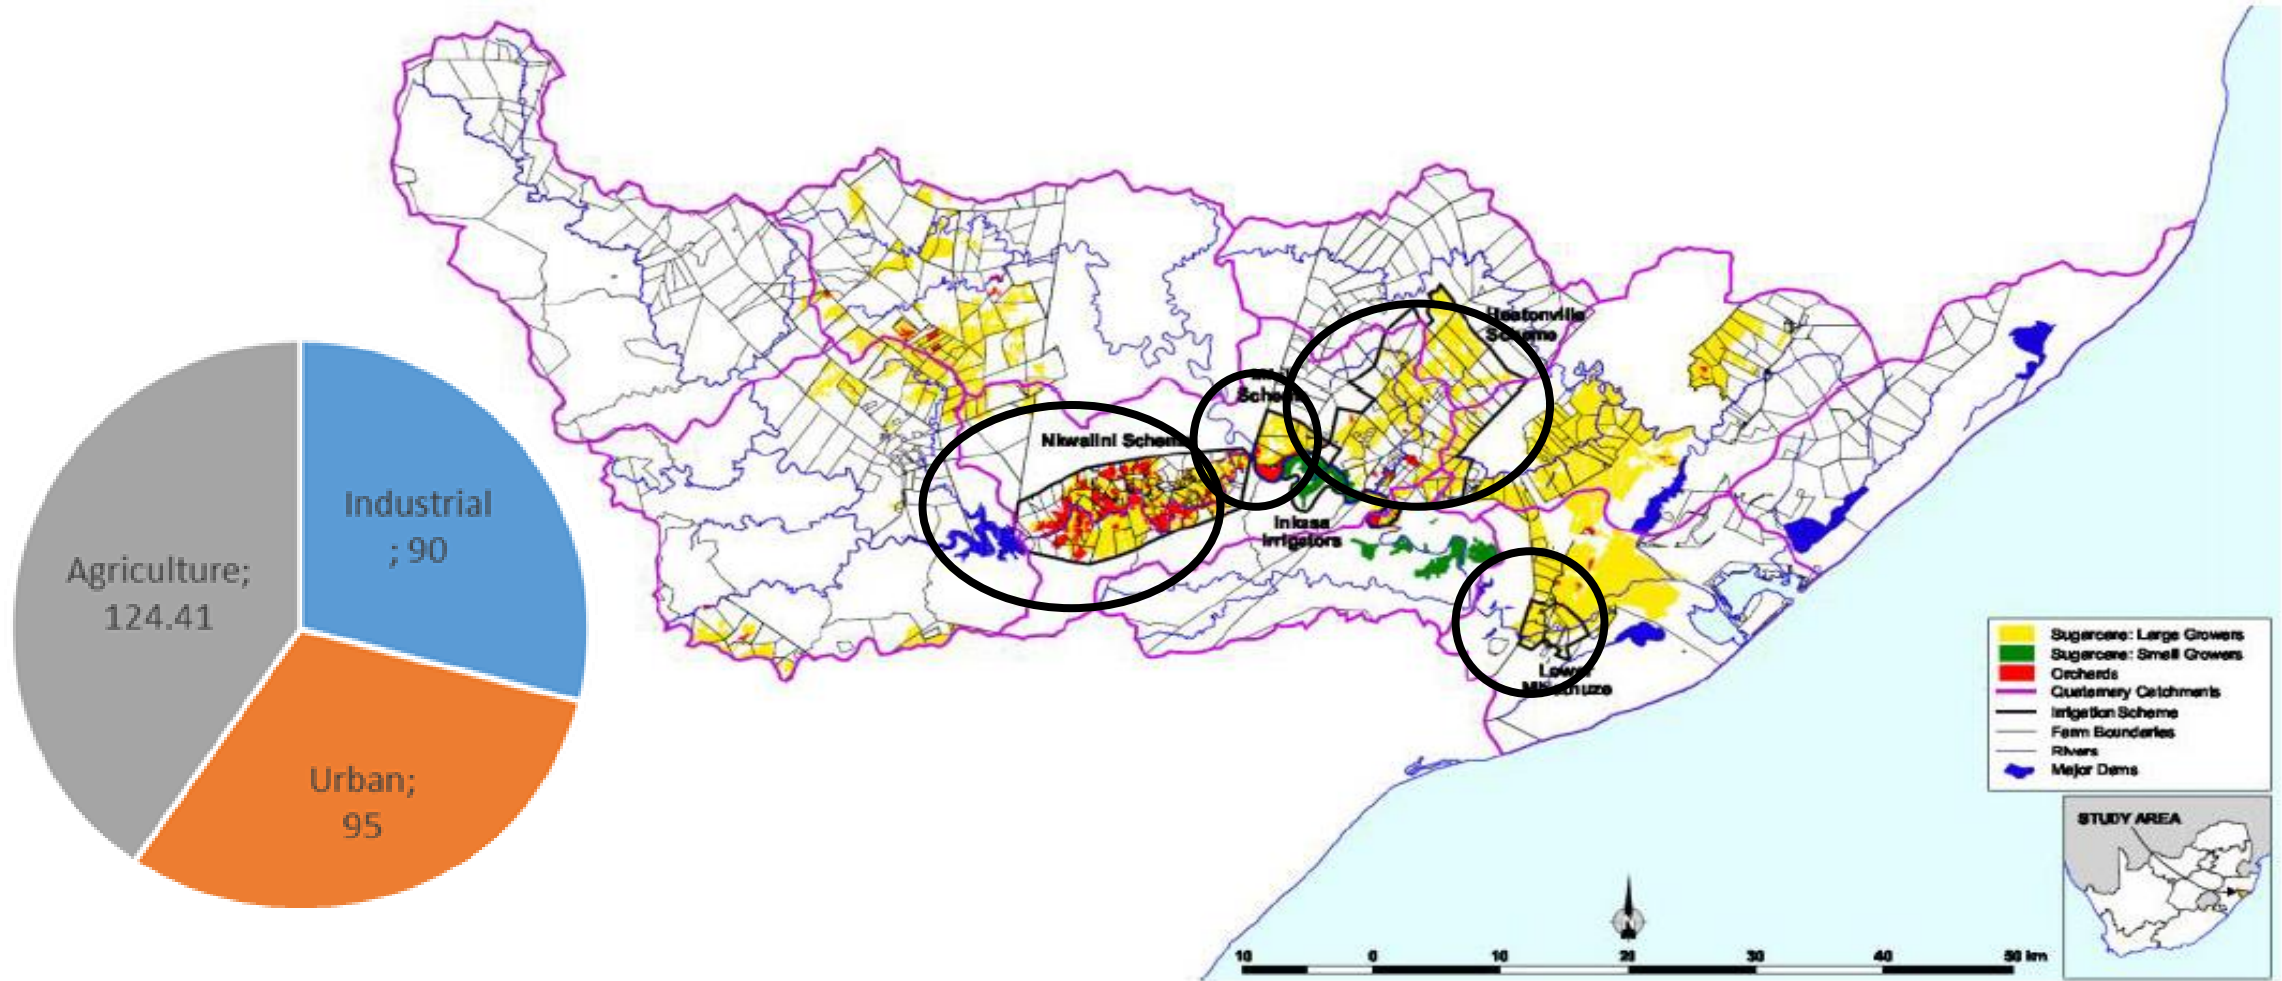 Industrial
; 90
Agriculture;
124.41
Urban;
95
Heatonville
Scheme
Scheme
Nkwalini Scheme
Inkasa
Irrigators
Lower
Sugarcane: Large Growers
Sugarcane: Small Growers
Orchards
Quaternary Catchments
Irrigation Scheme
Farm Boundaries
Rivers
Major Dams
STUDY AREA
N
10 0 10 20 30 40 50 km